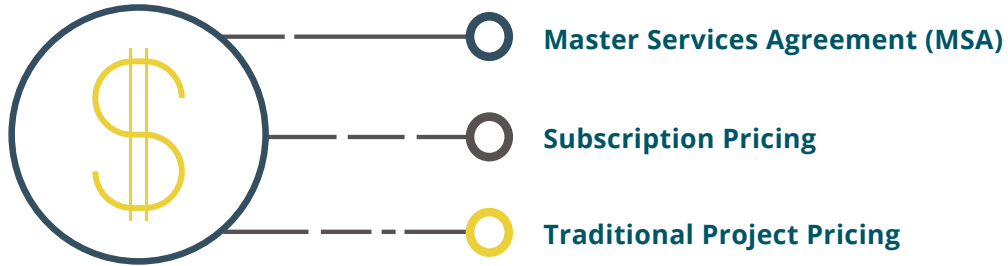 Master Services Agreement (MSA)
Subscription Pricing
Traditional Project Pricing